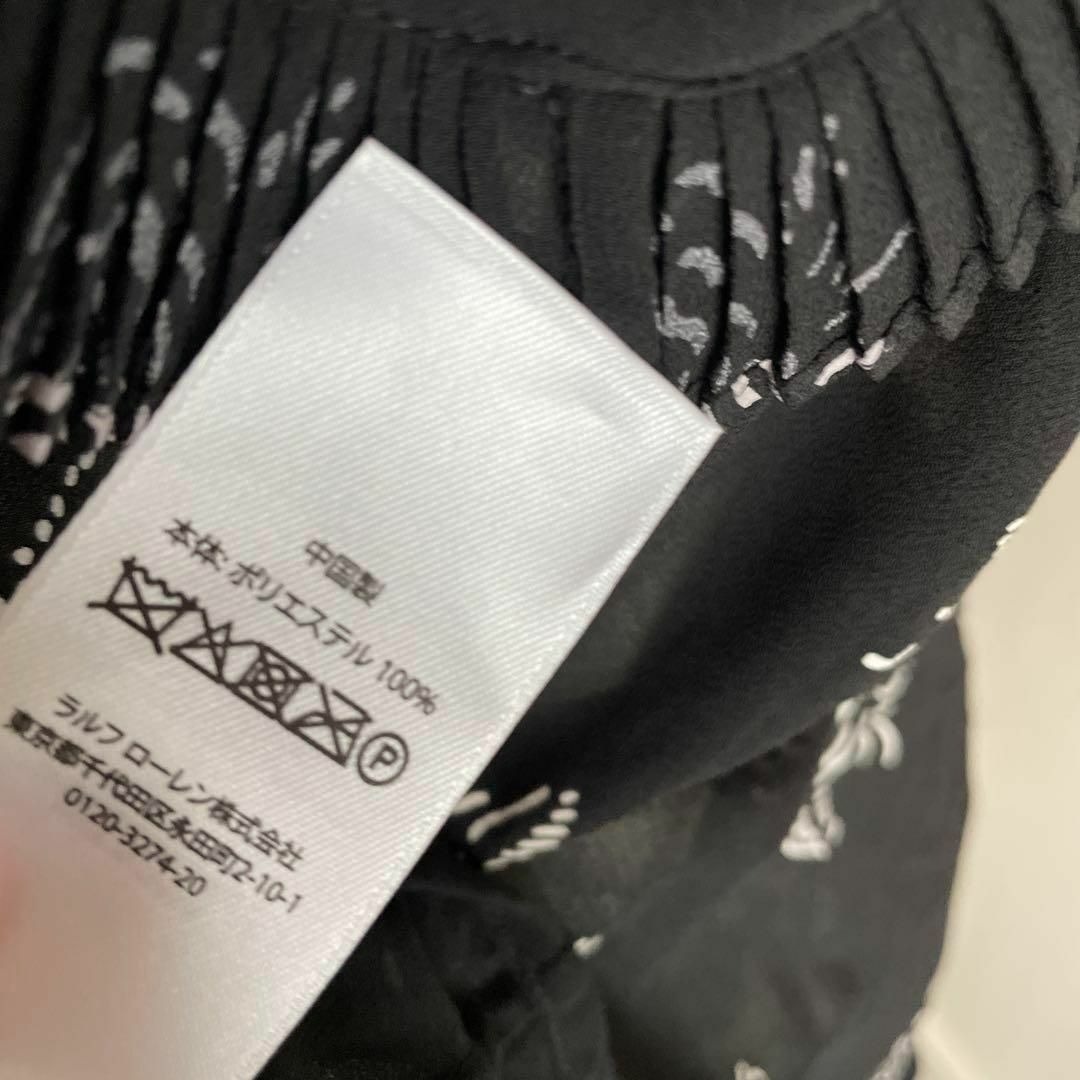 中国製
本体: ポリエステル 100%
P
ラルフ ローレン株式会社
東京都千代田区永田町2-10-1
0120-3274-20